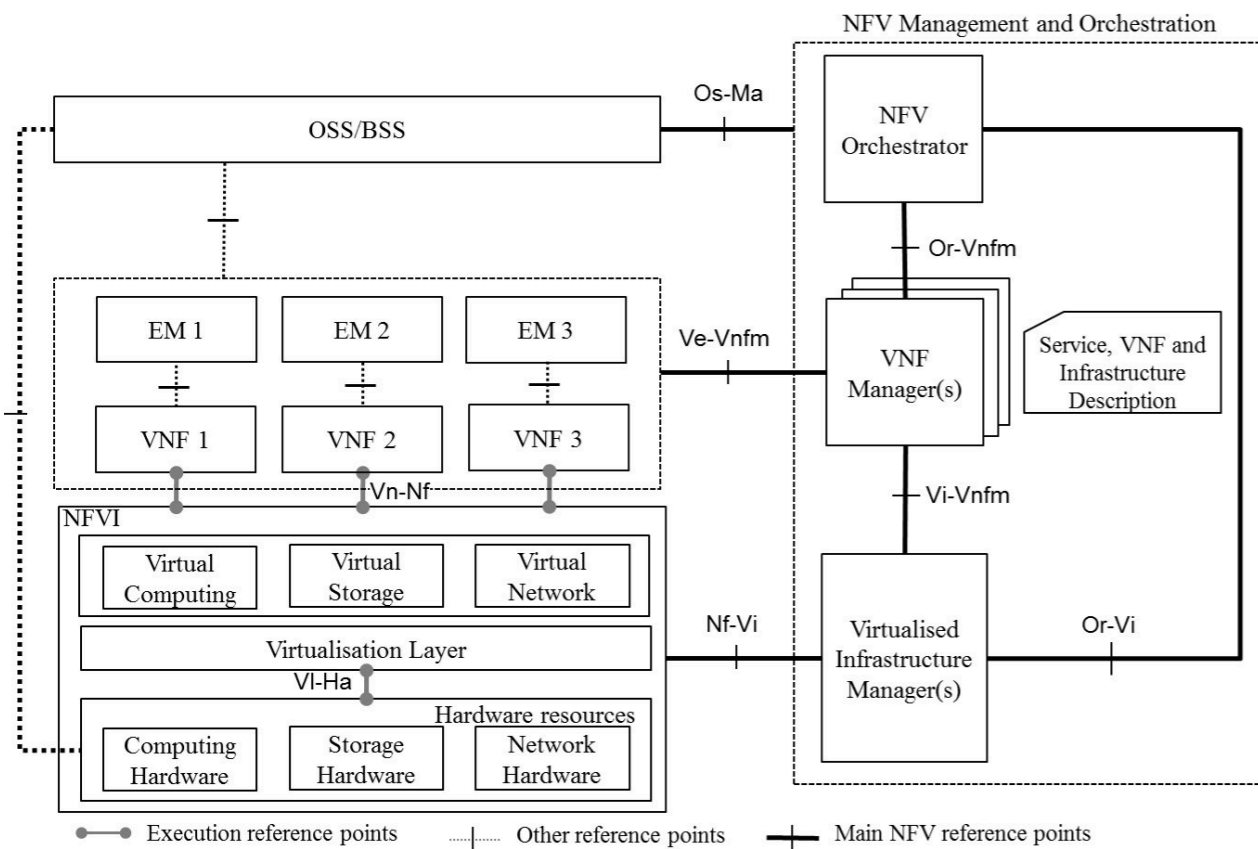 NFV Management and Orchestration
Os-Ma
OSS/BSS
NFV
Orchestrator
Or-Vnfm
EM 1
EM 2
EM 3
Ve-Vnfm
VNF
Manager(s)
Service, VNF and
Infrastructure
Description
VNF 1
VNF 2
VNF 3
Vn-Nf
Vi-Vnfm
NFVI
Virtual
Computing
Virtual
Storage
Virtual
Network
Nf-Vi
Virtualised
Infrastructure
Manager(s)
Or-Vi
Virtualisation Layer
Vl-Ha
Hardware resources
Computing
Hardware
Storage
Hardware
Network
Hardware
Execution reference points
Other reference points
Main NFV reference points